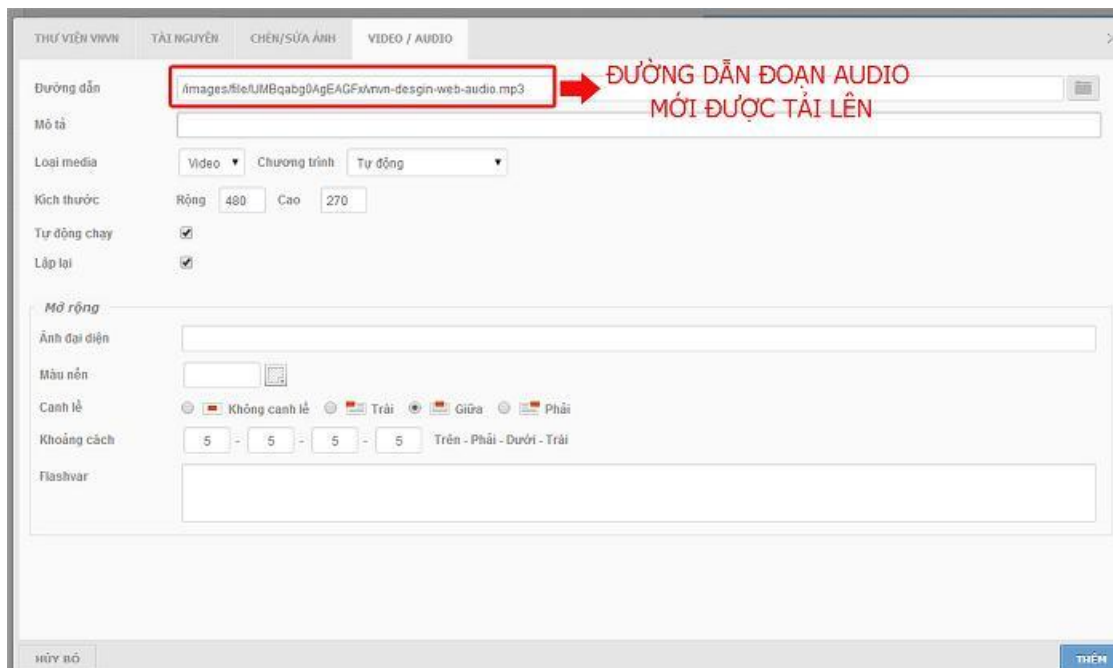 THƯ VIỆN VNVN TÀI NGUYÊN CHÈN/SỬA ẢNH VIDEO / AUDIO
Đường dẫn /images/file/UMBqabg0AgEAGFx/vnvn-desgin-web-audio.mp3
ĐƯỜNG DẪN ĐOẠN AUDIO
MỚI ĐƯỢC TẢI LÊN
Mô tả
Loại media Video Chương trình Tự động
Kích thước Rộng 480 Cao 270
Tự động chạy
Lặp lại
Mở rộng
Ảnh đại diện
Màu nền
Canh lề Không canh lề Trái Giữa Phải
Khoảng cách 5 - 5 - 5 - 5 Trên - Phải - Dưới - Trái
Flashvar
HỦY BỎ THÊM